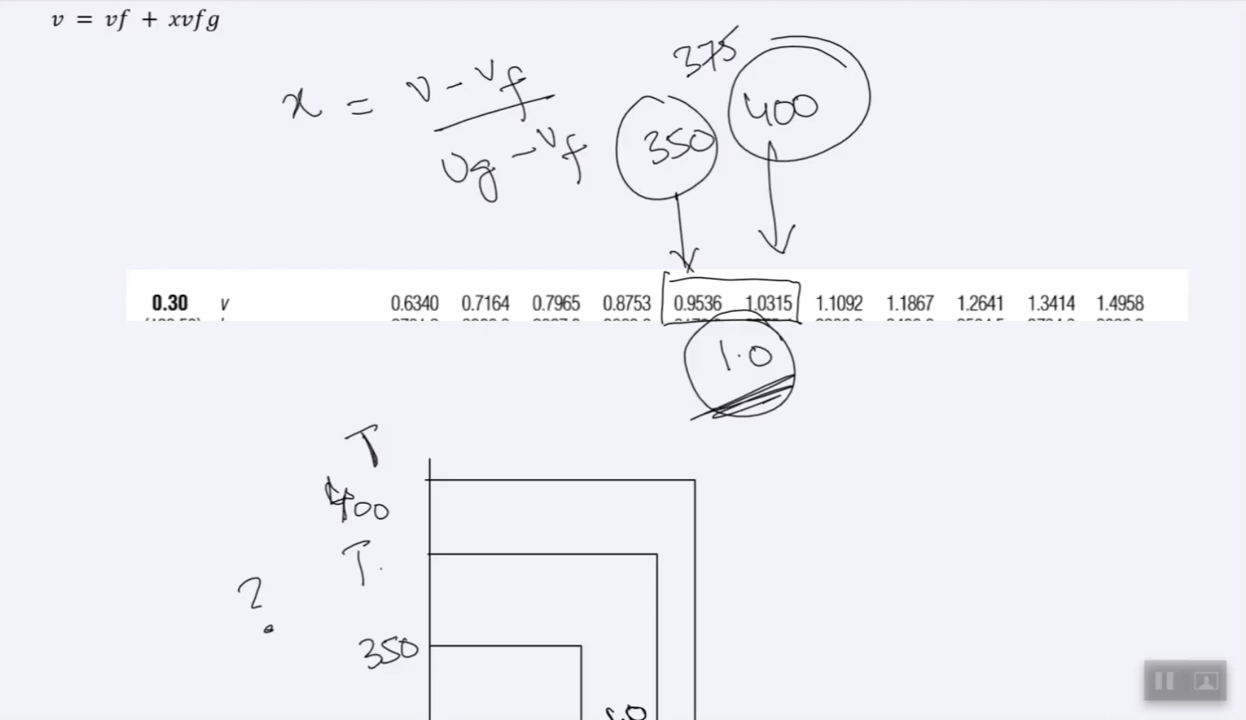 v = vf + xvfg
375
x = v - vf / vg - vf
350 400
0.30 v 0.6340 0.7164 0.7965 0.8753 0.9536 1.0315 1.1092 1.1867 1.2641 1.3414 1.4958
1.0
T
400
T.
?
350